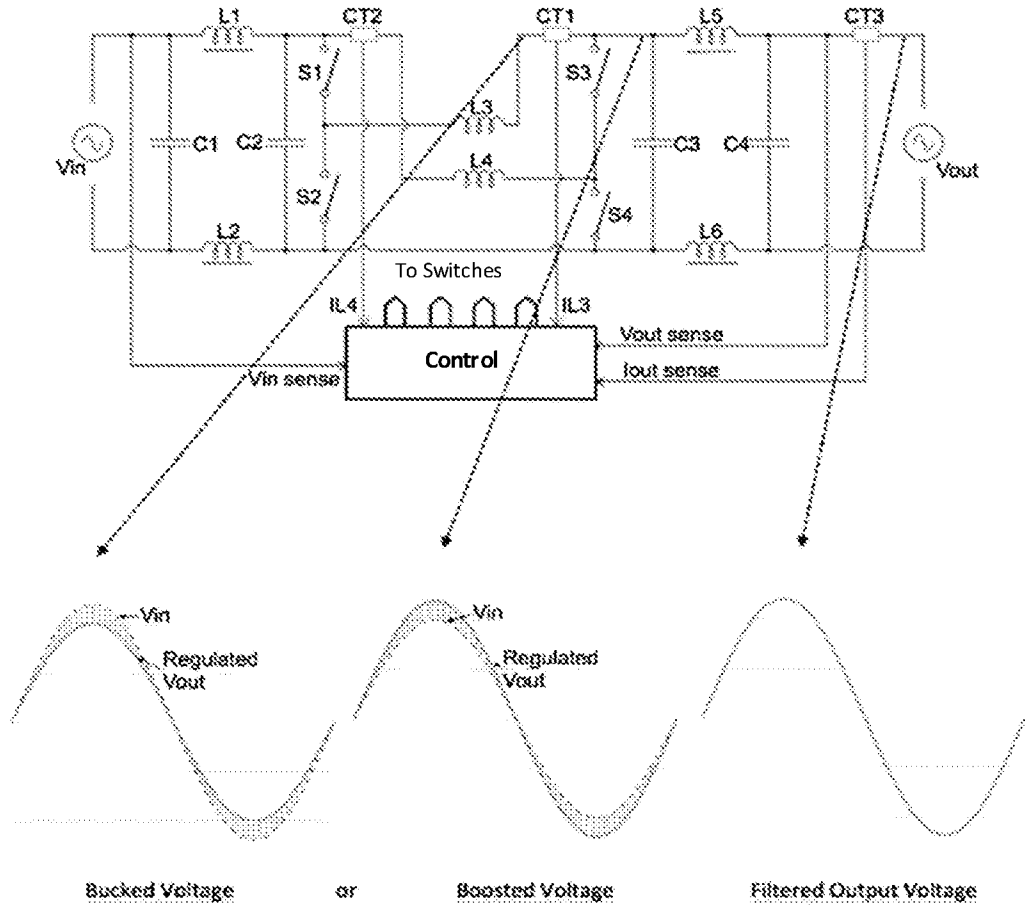 L1
CT2
CT1
L5
CT3
S1
S3
L3
C1
C2
C3
C4
Vin
L4
Vout
S2
S4
L2
L6
To Switches
IL4
IL3
Vout sense
Control
Vin sense
Iout sense
Vin
Regulated
Vout
Vin
Regulated
Vout
Bucked Voltage
or
Boosted Voltage
Filtered Output Voltage